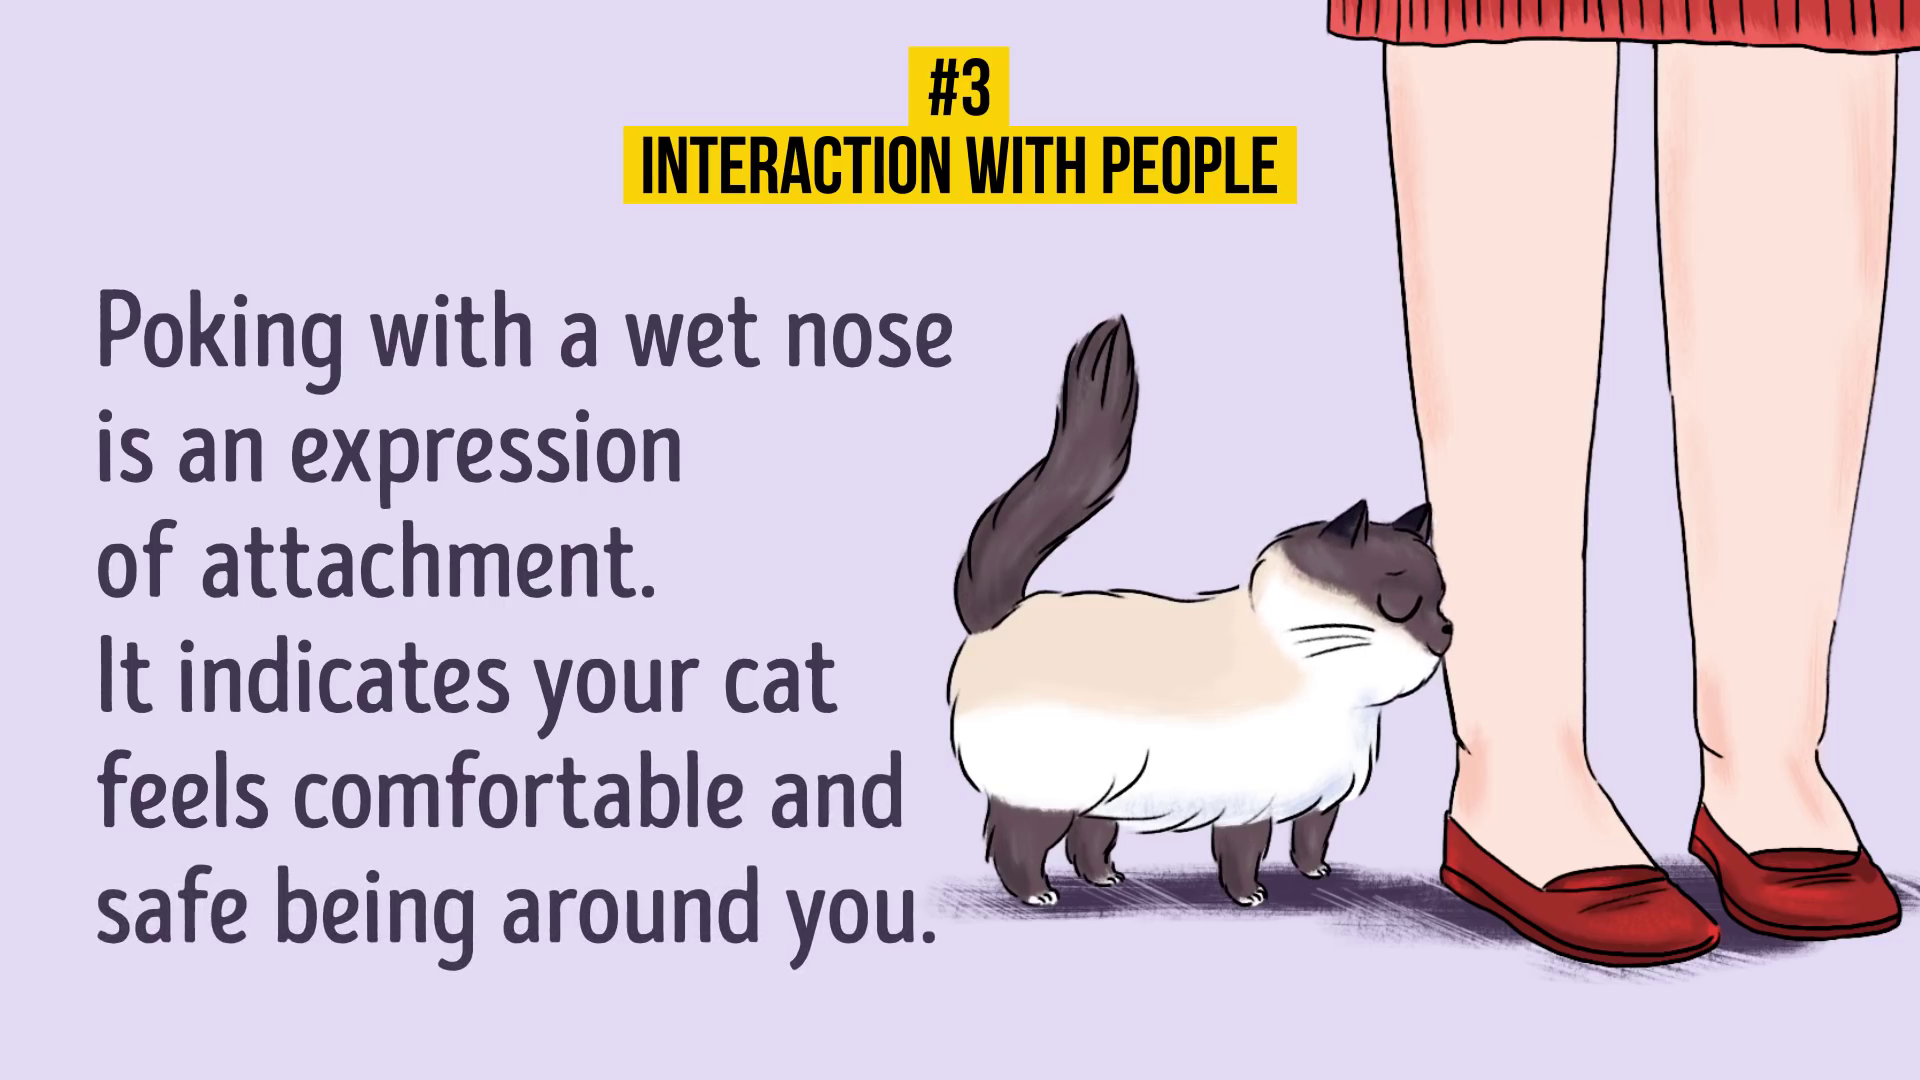 #3
INTERACTION WITH PEOPLE
Poking with a wet nose
is an expression
of attachment.
It indicates your cat
feels comfortable and
safe being around you.